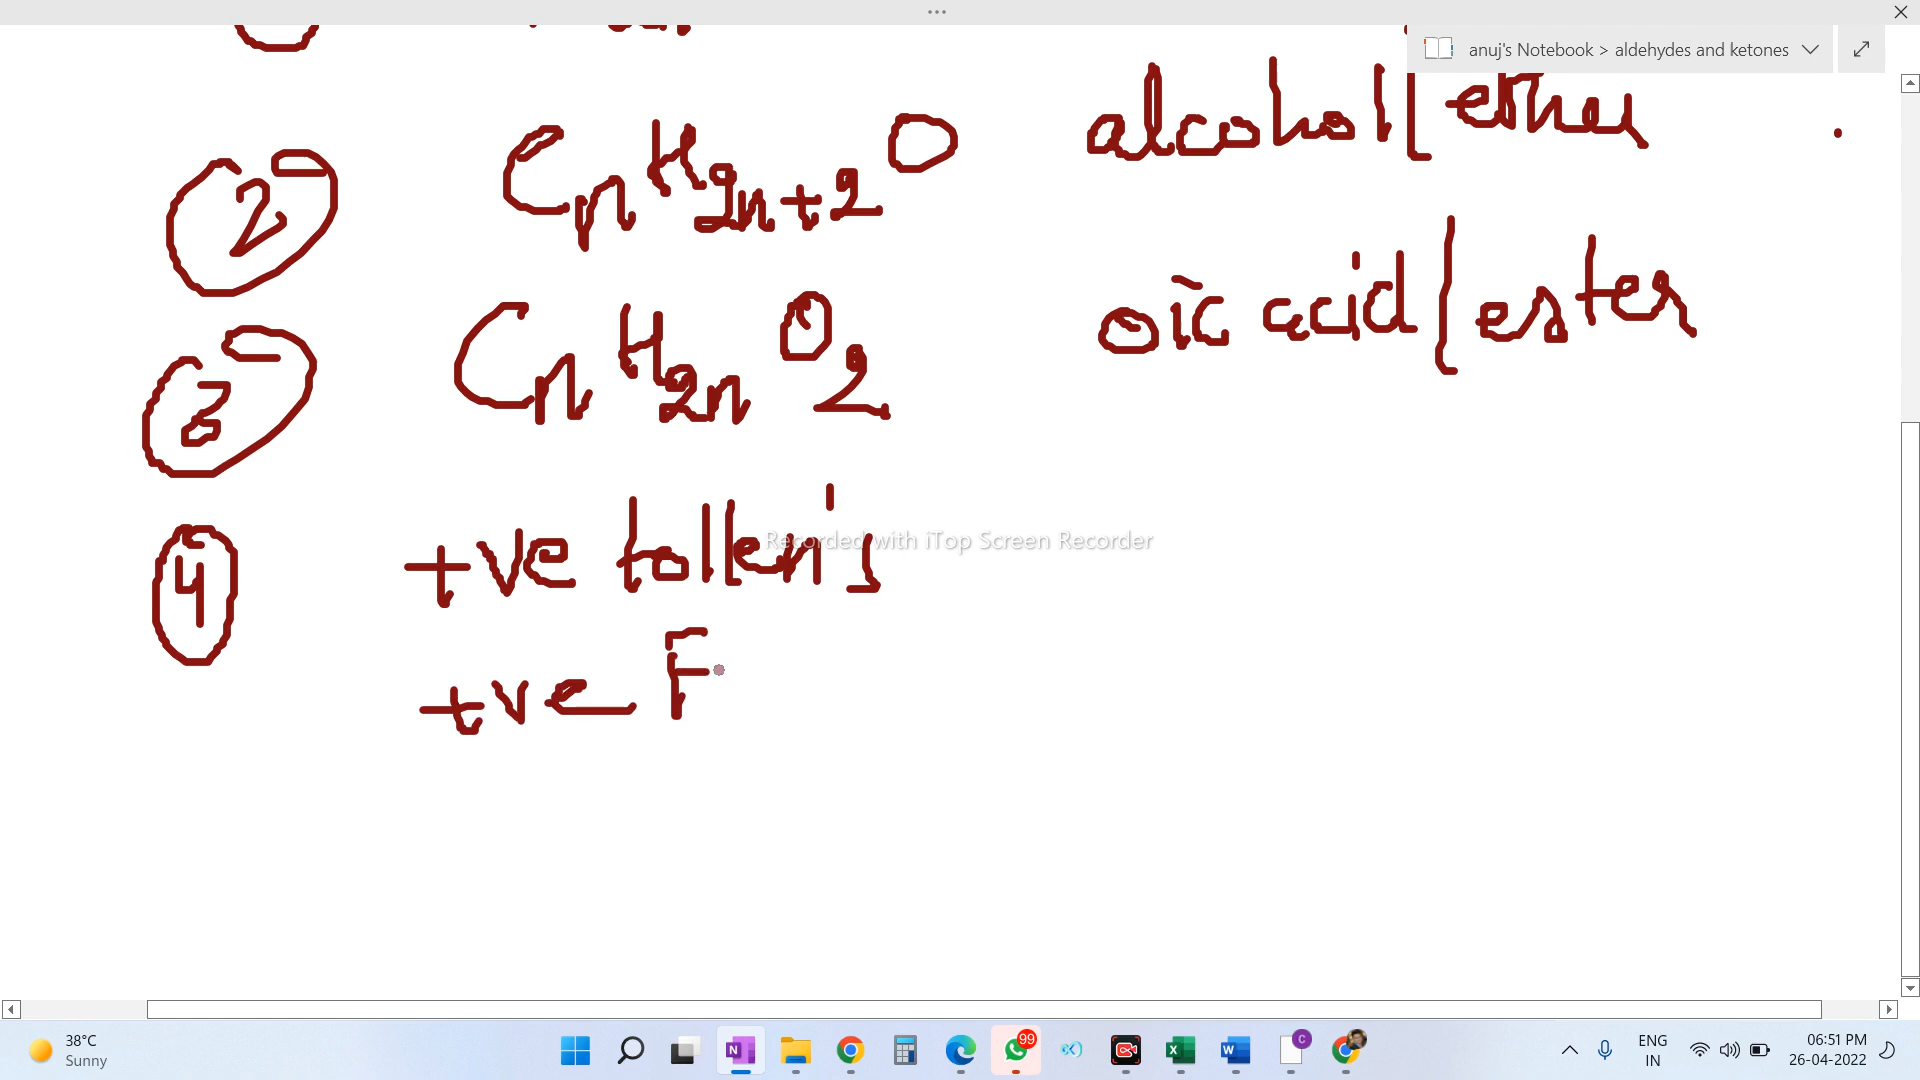 anuj's Notebook > aldehydes and ketones
2 CnH2n+2O alcohol/ether
3 CnH2nO2 oic acid/ester
4 +ve tollen's
+ve F
Recorded with iTop Screen Recorder
38°C
Sunny
99
ENG
IN
06:51 PM
26-04-2022